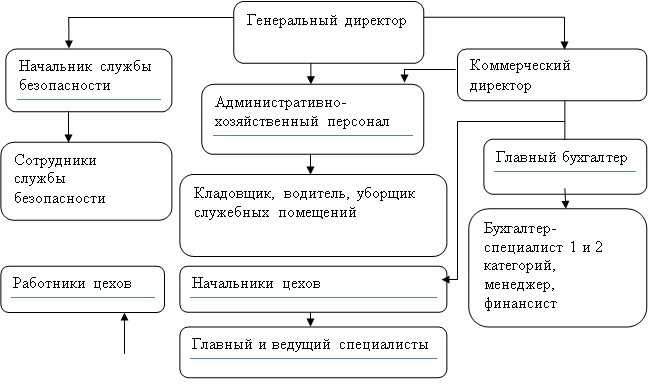 Генеральный директор
Начальник службы
безопасности
Коммерческий
директор
Административно-
хозяйственный персонал
Сотрудники
службы
безопасности
Главный бухгалтер
Кладовщик, водитель, уборщик
служебных помещений
Бухгалтер-
специалист 1 и 2
категорий,
менеджер,
финансист
Работники цехов
Начальники цехов
Главный и ведущий специалисты